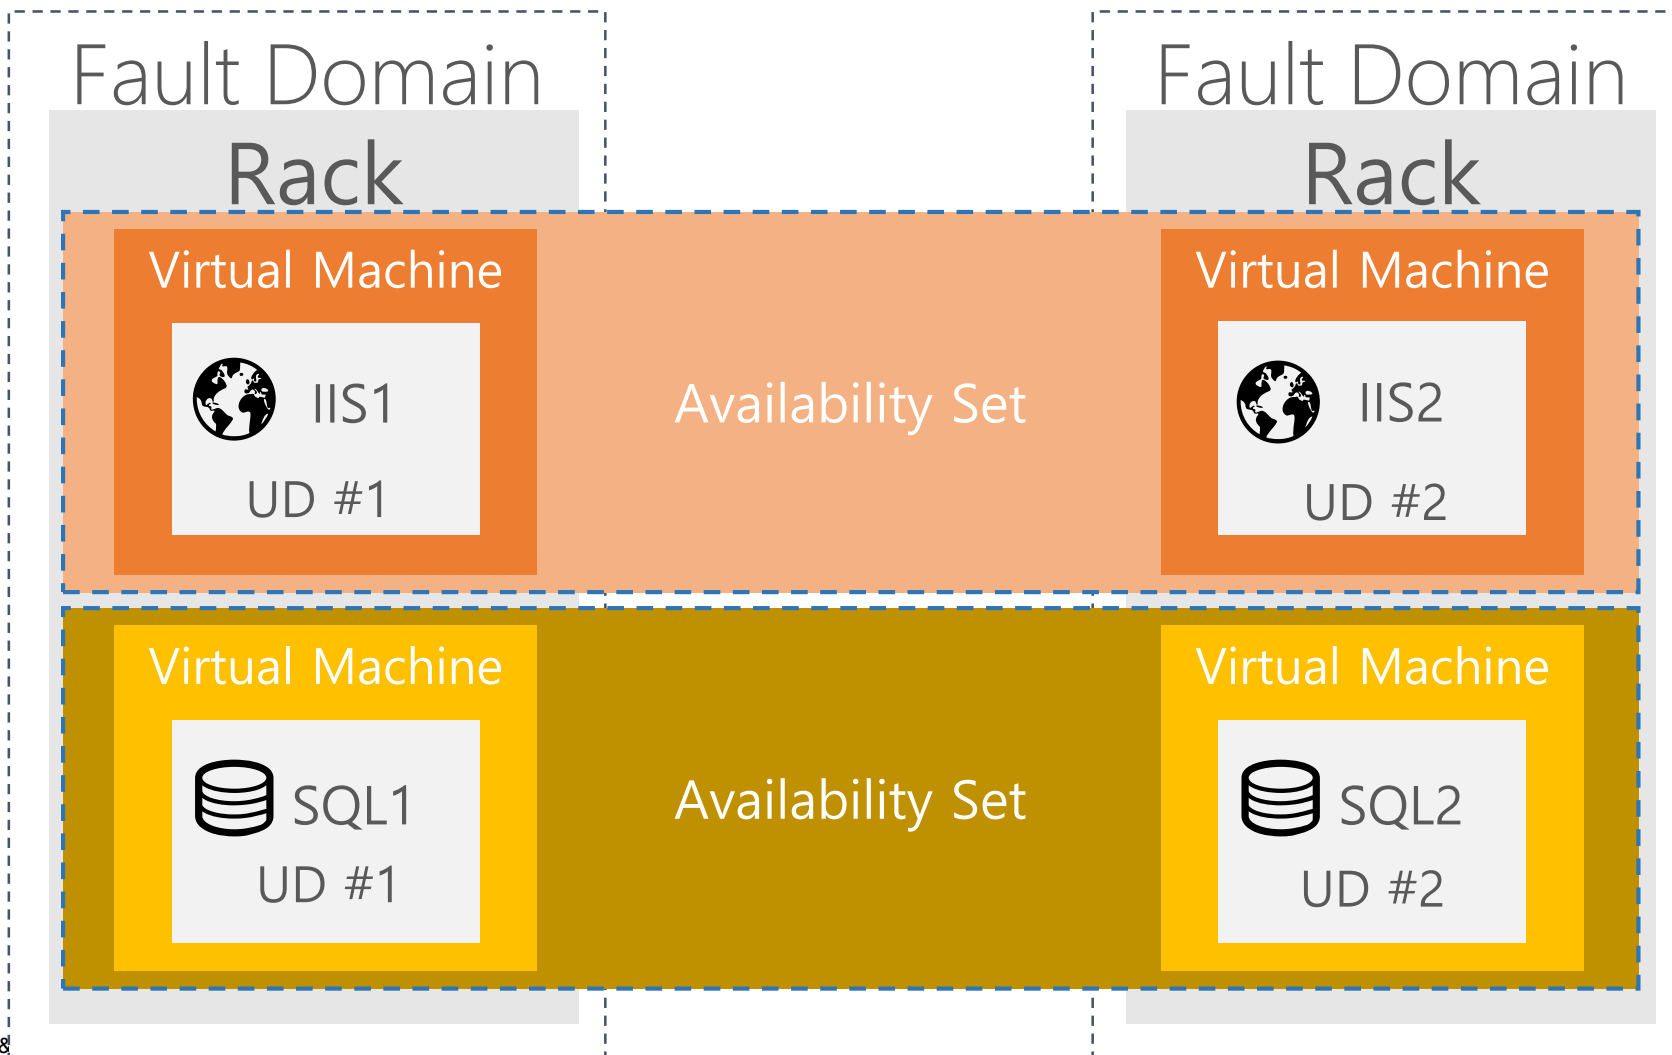 Fault Domain
Fault Domain
Rack
Rack
Virtual Machine
Virtual Machine
IIS1
Availability Set
IIS2
UD #1
UD #2
Virtual Machine
Virtual Machine
SQL1
Availability Set
SQL2
UD #1
UD #2
&